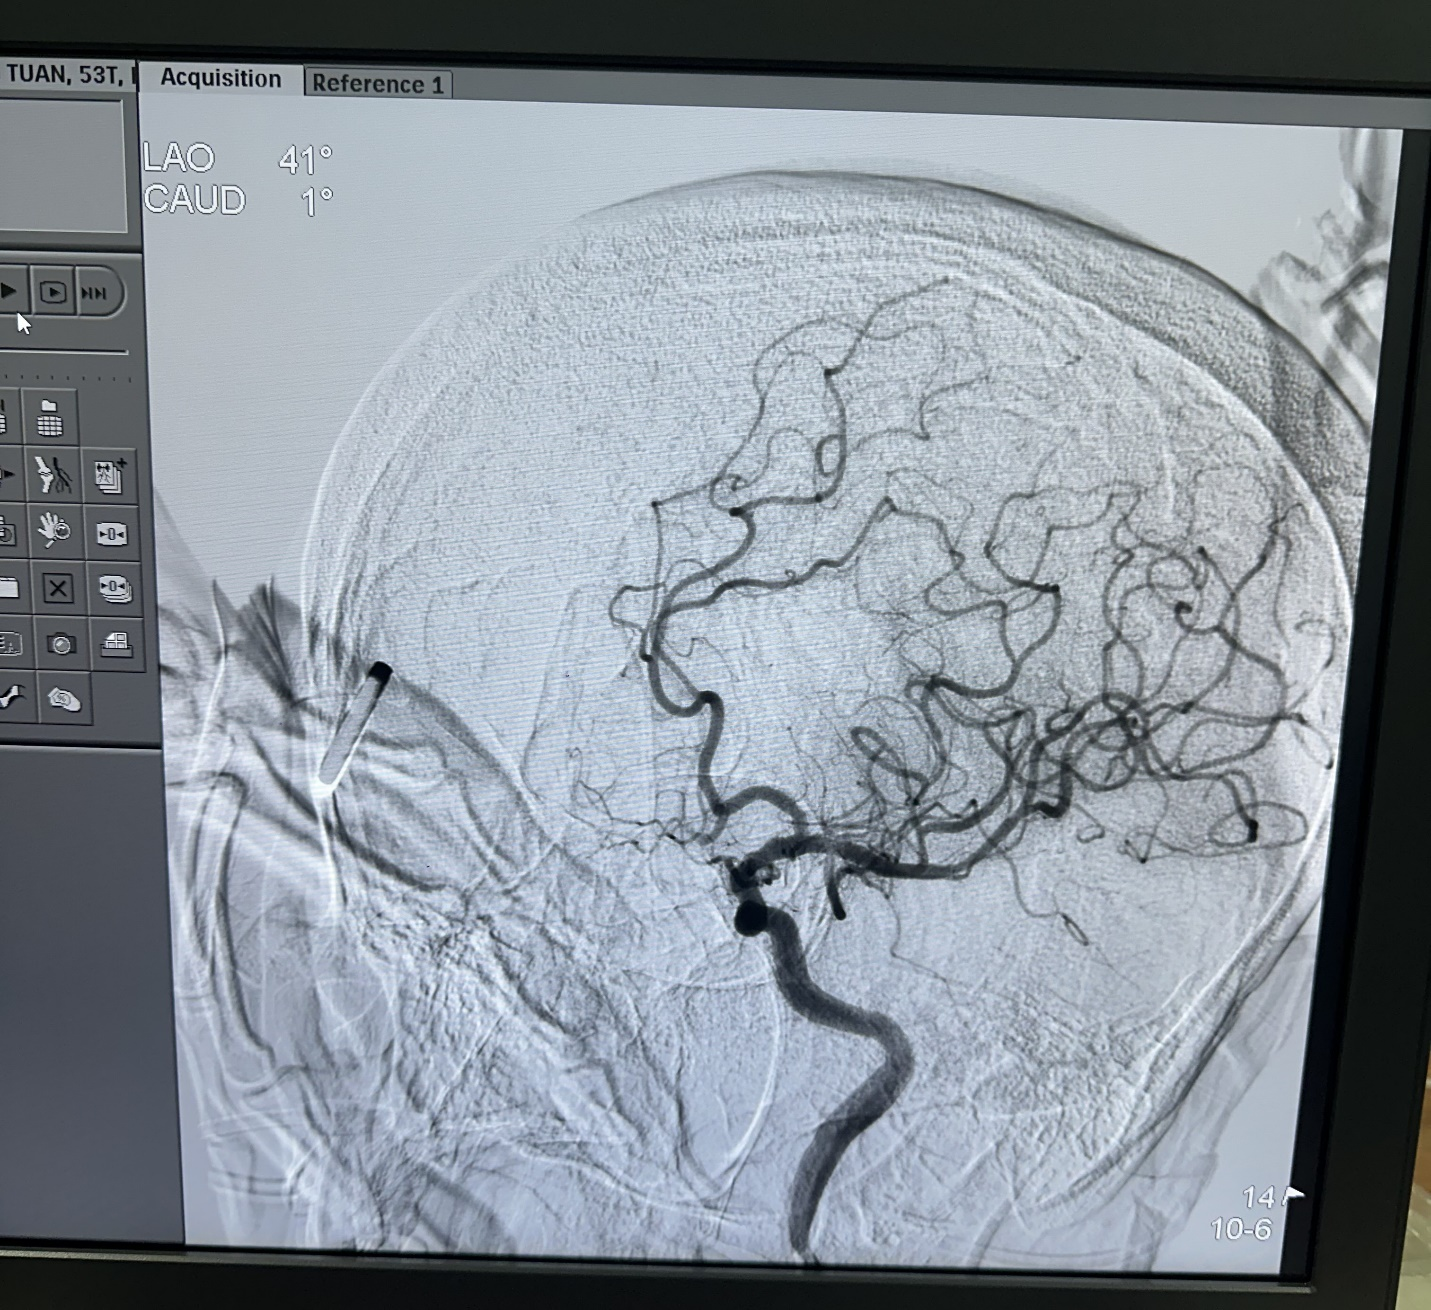 TUAN, 53T,
Acquisition
Reference 1
LAO 41°
CAUD 1°
14
10-6